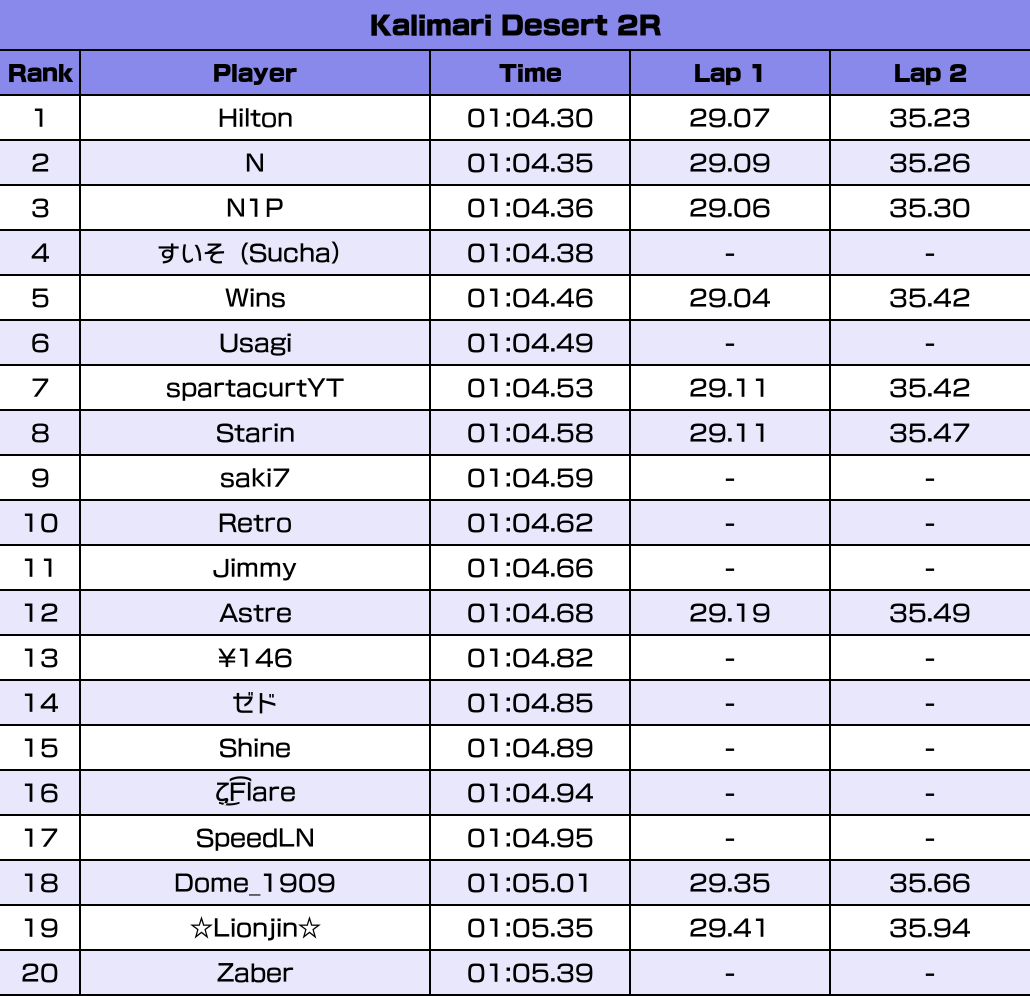 Kalimari Desert 2R
Rank Player Time Lap 1 Lap 2
1 Hilton 01:04.30 29.07 35.23
2 N 01:04.35 29.09 35.26
3 N1P 01:04.36 29.06 35.30
4 すいそ（Sucha） 01:04.38 - -
5 Wins 01:04.46 29.04 35.42
6 Usagi 01:04.49 - -
7 spartacurtYT 01:04.53 29.11 35.42
8 Starin 01:04.58 29.11 35.47
9 saki7 01:04.59 - -
10 Retro 01:04.62 - -
11 Jimmy 01:04.66 - -
12 Astre 01:04.68 29.19 35.49
13 ¥146 01:04.82 - -
14 ゼド 01:04.85 - -
15 Shine 01:04.89 - -
16 ζ͜͡Flare 01:04.94 - -
17 SpeedLN 01:04.95 - -
18 Dome_1909 01:05.01 29.35 35.66
19 ☆Lionjin☆ 01:05.35 29.41 35.94
20 Zaber 01:05.39 - -